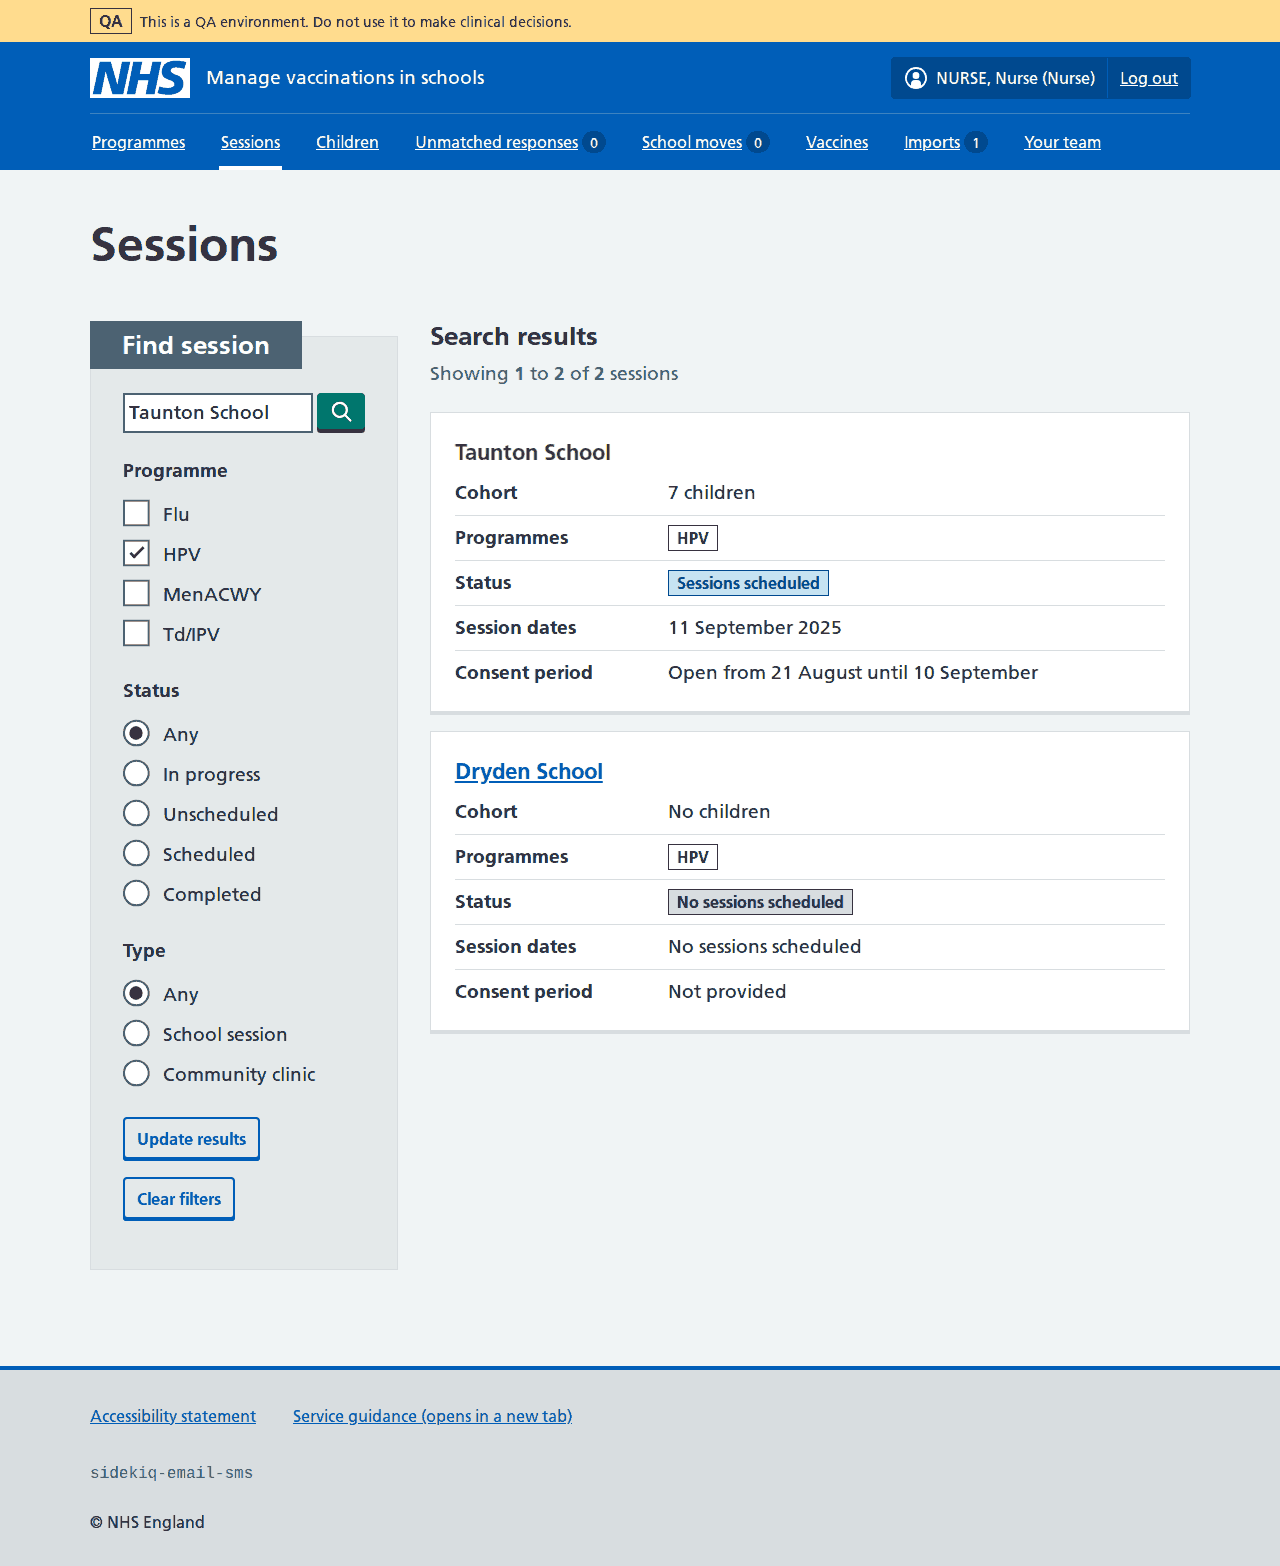 QA This is a QA environment. Do not use it to make clinical decisions.
NHS Manage vaccinations in schools NURSE, Nurse (Nurse) Log out
Programmes Sessions Children Unmatched responses 0 School moves 0 Vaccines Imports 1 Your team
Sessions
Find session
Taunton School
Programme
Flu
HPV
MenACWY
Td/IPV
Status
Any
In progress
Unscheduled
Scheduled
Completed
Type
Any
School session
Community clinic
Update results
Clear filters
Search results
Showing 1 to 2 of 2 sessions
Taunton School
Cohort 7 children
Programmes HPV
Status Sessions scheduled
Session dates 11 September 2025
Consent period Open from 21 August until 10 September
Dryden School
Cohort No children
Programmes HPV
Status No sessions scheduled
Session dates No sessions scheduled
Consent period Not provided
Accessibility statement Service guidance (opens in a new tab)
sidekiq-email-sms
© NHS England